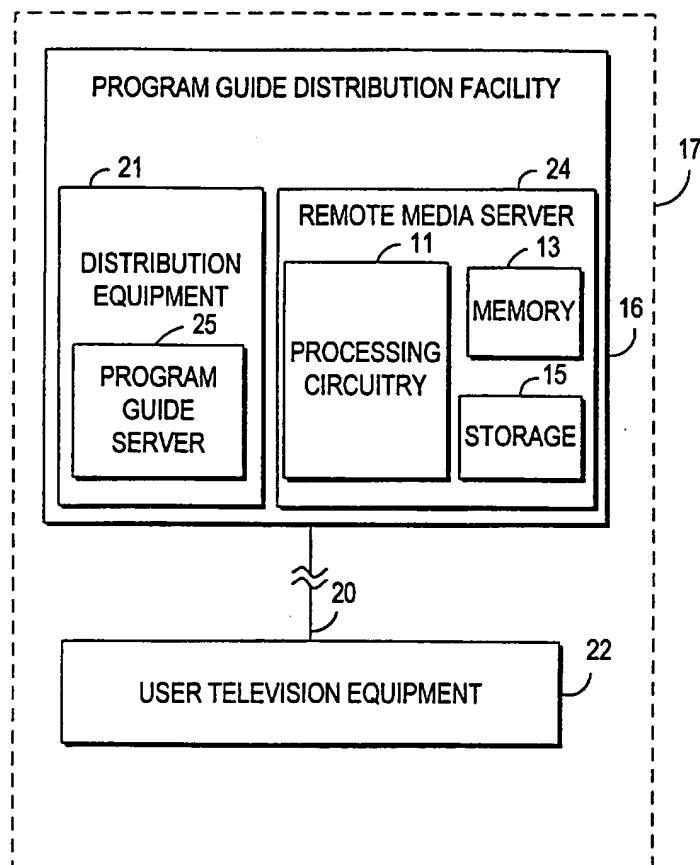 PROGRAM GUIDE DISTRIBUTION FACILITY
17
21
24
DISTRIBUTION
EQUIPMENT
REMOTE MEDIA SERVER
11
13
MEMORY
16
25
PROGRAM
GUIDE
SERVER
PROCESSING
CIRCUITRY
15
STORAGE
20
22
USER TELEVISION EQUIPMENT